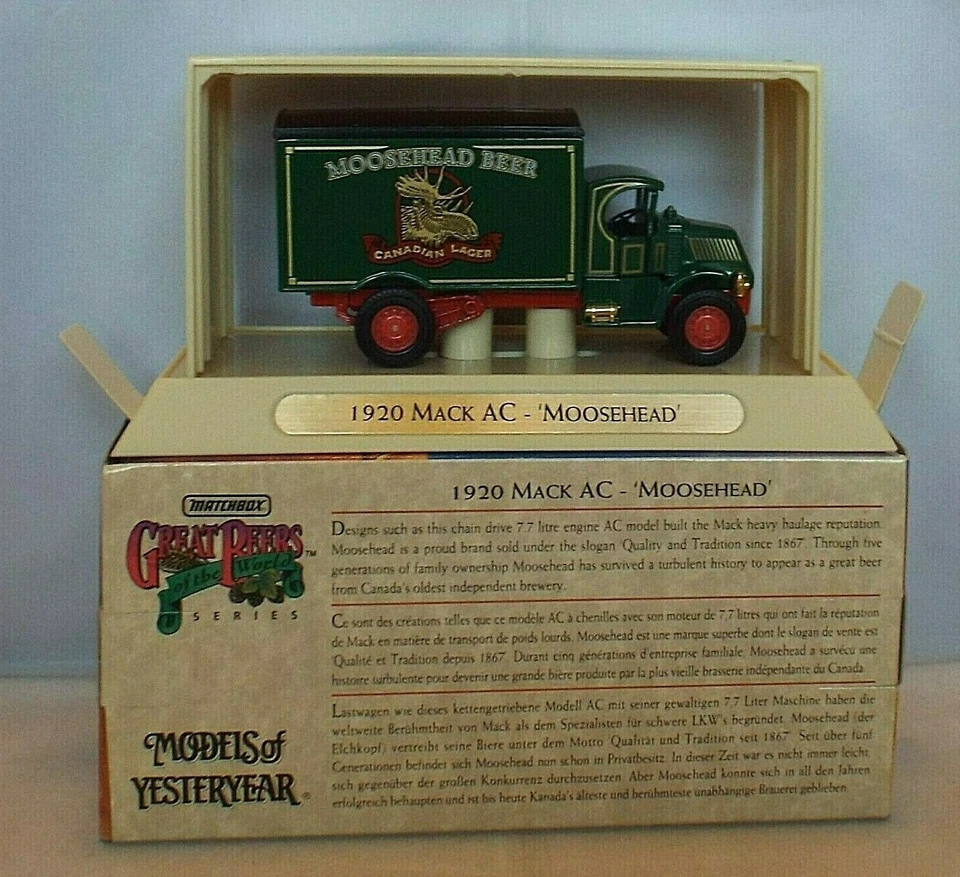 MOOSEHEAD BEER
CANADIAN LAGER
1920 MACK AC - 'MOOSEHEAD'
MATCHBOX
GREAT BEERS™
of the World
SERIES
MODELS of
YESTERYEAR®
1920 MACK AC - 'MOOSEHEAD'
Designs such as this chain drive 7.7 litre engine AC model built the Mack heavy haulage reputation.
Moosehead is a proud brand sold under the slogan 'Quality and Tradition since 1867'. Through five
generations of family ownership Moosehead has survived a turbulent history to appear as a great beer
from Canada's oldest independent brewery.
Ce sont des créations telles que ce modèle AC à chenilles avec son moteur de 7,7 litres qui ont fait la réputation
de Mack en matière de transport de poids lourds. Moosehead est une marque superbe dont le slogan de vente est
'Qualité et Tradition depuis 1867'. Durant cinq générations d'entreprise familiale, Moosehead a survécu une
histoire turbulente pour devenir une grande bière produite par la plus vieille brasserie indépendante du Canada.
Lastwagen wie dieses kettengetriebene Modell AC mit seiner gewaltigen 7,7 Liter Maschine haben die
weltweite Berühmtheit von Mack als dem Spezialisten für schwere LKW's begründet. Moosehead (der
Elchkopf) vertreibt seine Biere unter dem Motto 'Qualität und Tradition seit 1867'. Seit über fünf
Generationen befindet sich Moosehead nun schon in Privatbesitz. In dieser Zeit war es nicht immer leicht,
sich gegenüber der großen Konkurrenz durchzusetzen. Aber Moosehead konnte sich in all den Jahren
erfolgreich behaupten und ist bis heute Kanada's älteste und berühmteste unabhängige Brauerei geblieben.